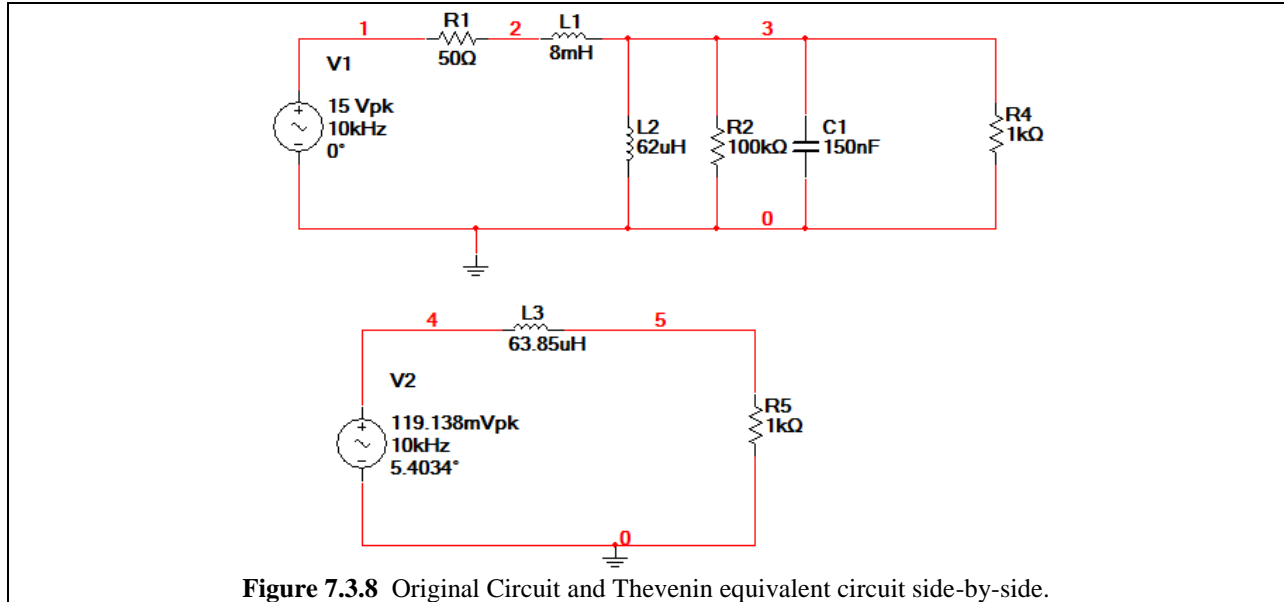 1
R1
50Ω
2
L1
8mH
3
V1
15 Vpk
10kHz
0°
L2
62uH
R2
100kΩ
C1
150nF
R4
1kΩ
0
4
L3
63.85uH
5
V2
119.138mVpk
10kHz
5.4034°
R5
1kΩ
0
Figure 7.3.8 Original Circuit and Thevenin equivalent circuit side-by-side.